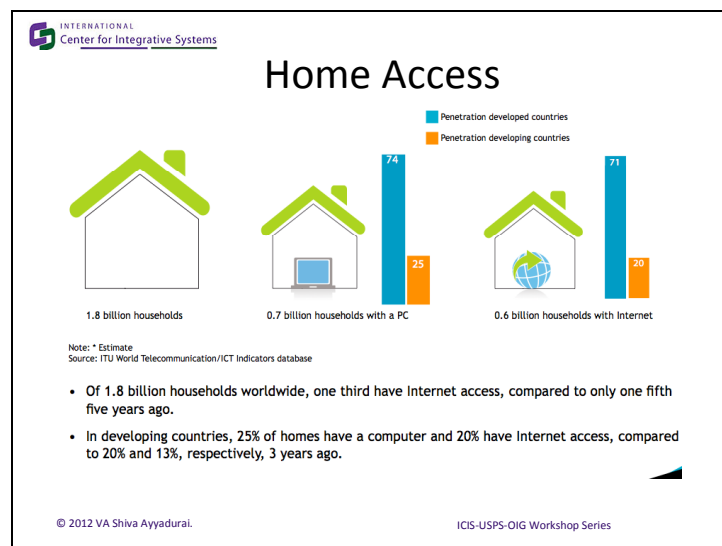 INTERNATIONAL
Center for Integrative Systems
Home Access
Penetration developed countries
Penetration developing countries
74
25
71
20
1.8 billion households
0.7 billion households with a PC
0.6 billion households with Internet
Note: * Estimate
Source: ITU World Telecommunication/ICT Indicators database
• Of 1.8 billion households worldwide, one third have Internet access, compared to only one fifth
five years ago.
• In developing countries, 25% of homes have a computer and 20% have Internet access, compared
to 20% and 13%, respectively, 3 years ago.
© 2012 VA Shiva Ayyadurai.
ICIS-USPS-OIG Workshop Series